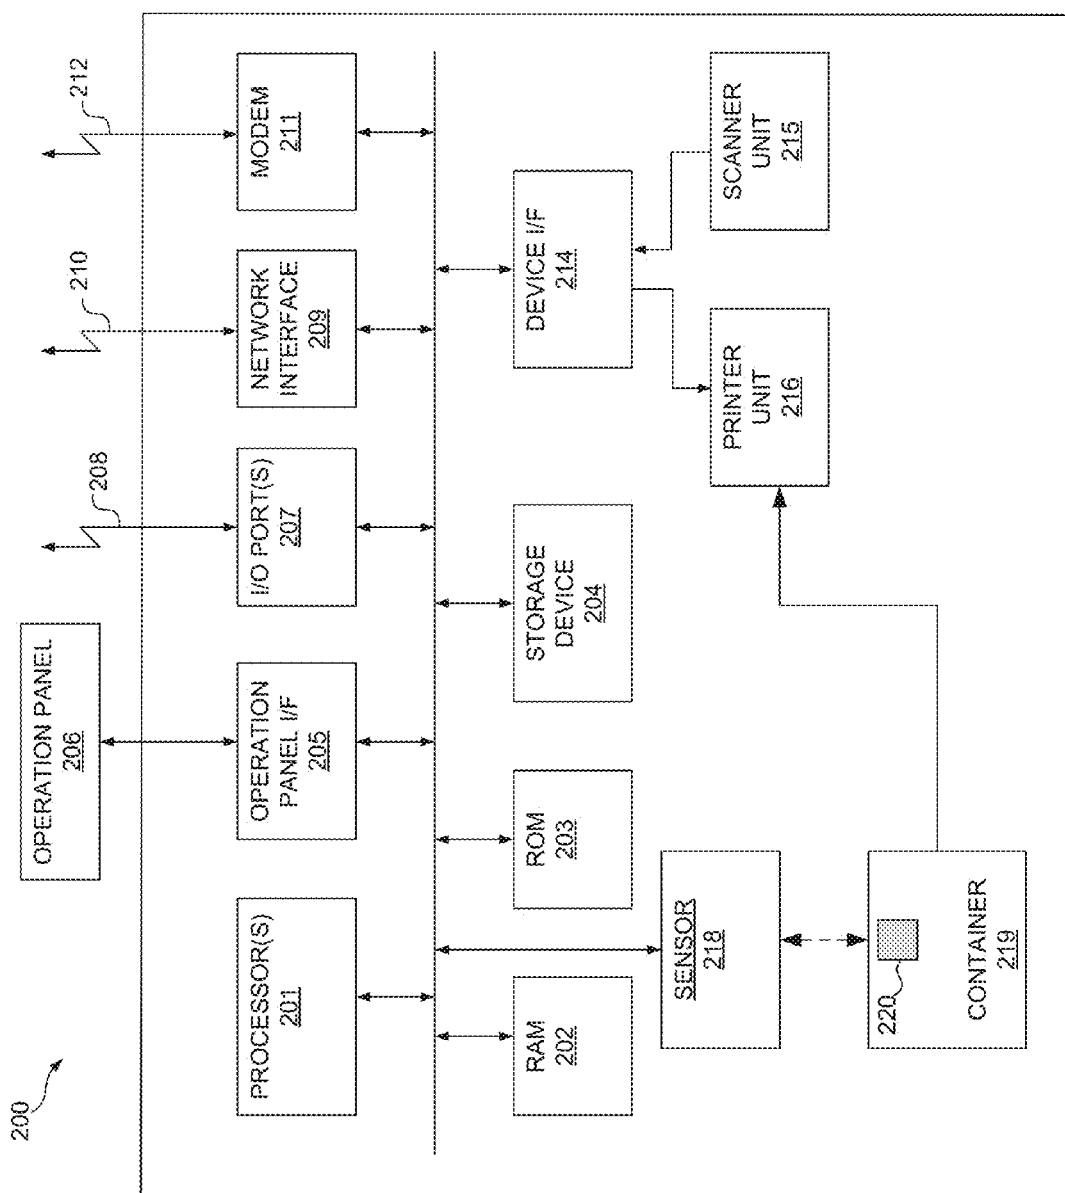 200
OPERATION PANEL
206
208
210
212
PROCESSOR(S)
201
OPERATION
PANEL I/F
205
I/O PORT(S)
207
NETWORK
INTERFACE
209
MODEM
211
RAM
202
ROM
203
STORAGE
DEVICE
204
DEVICE I/F
214
SENSOR
218
PRINTER
UNIT
216
SCANNER
UNIT
215
220
CONTAINER
219